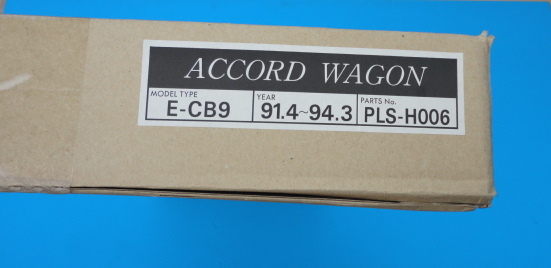 ACCORD WAGON
MODEL TYPE YEAR PARTS No.
E-CB9 91.4~94.3 PLS-H006